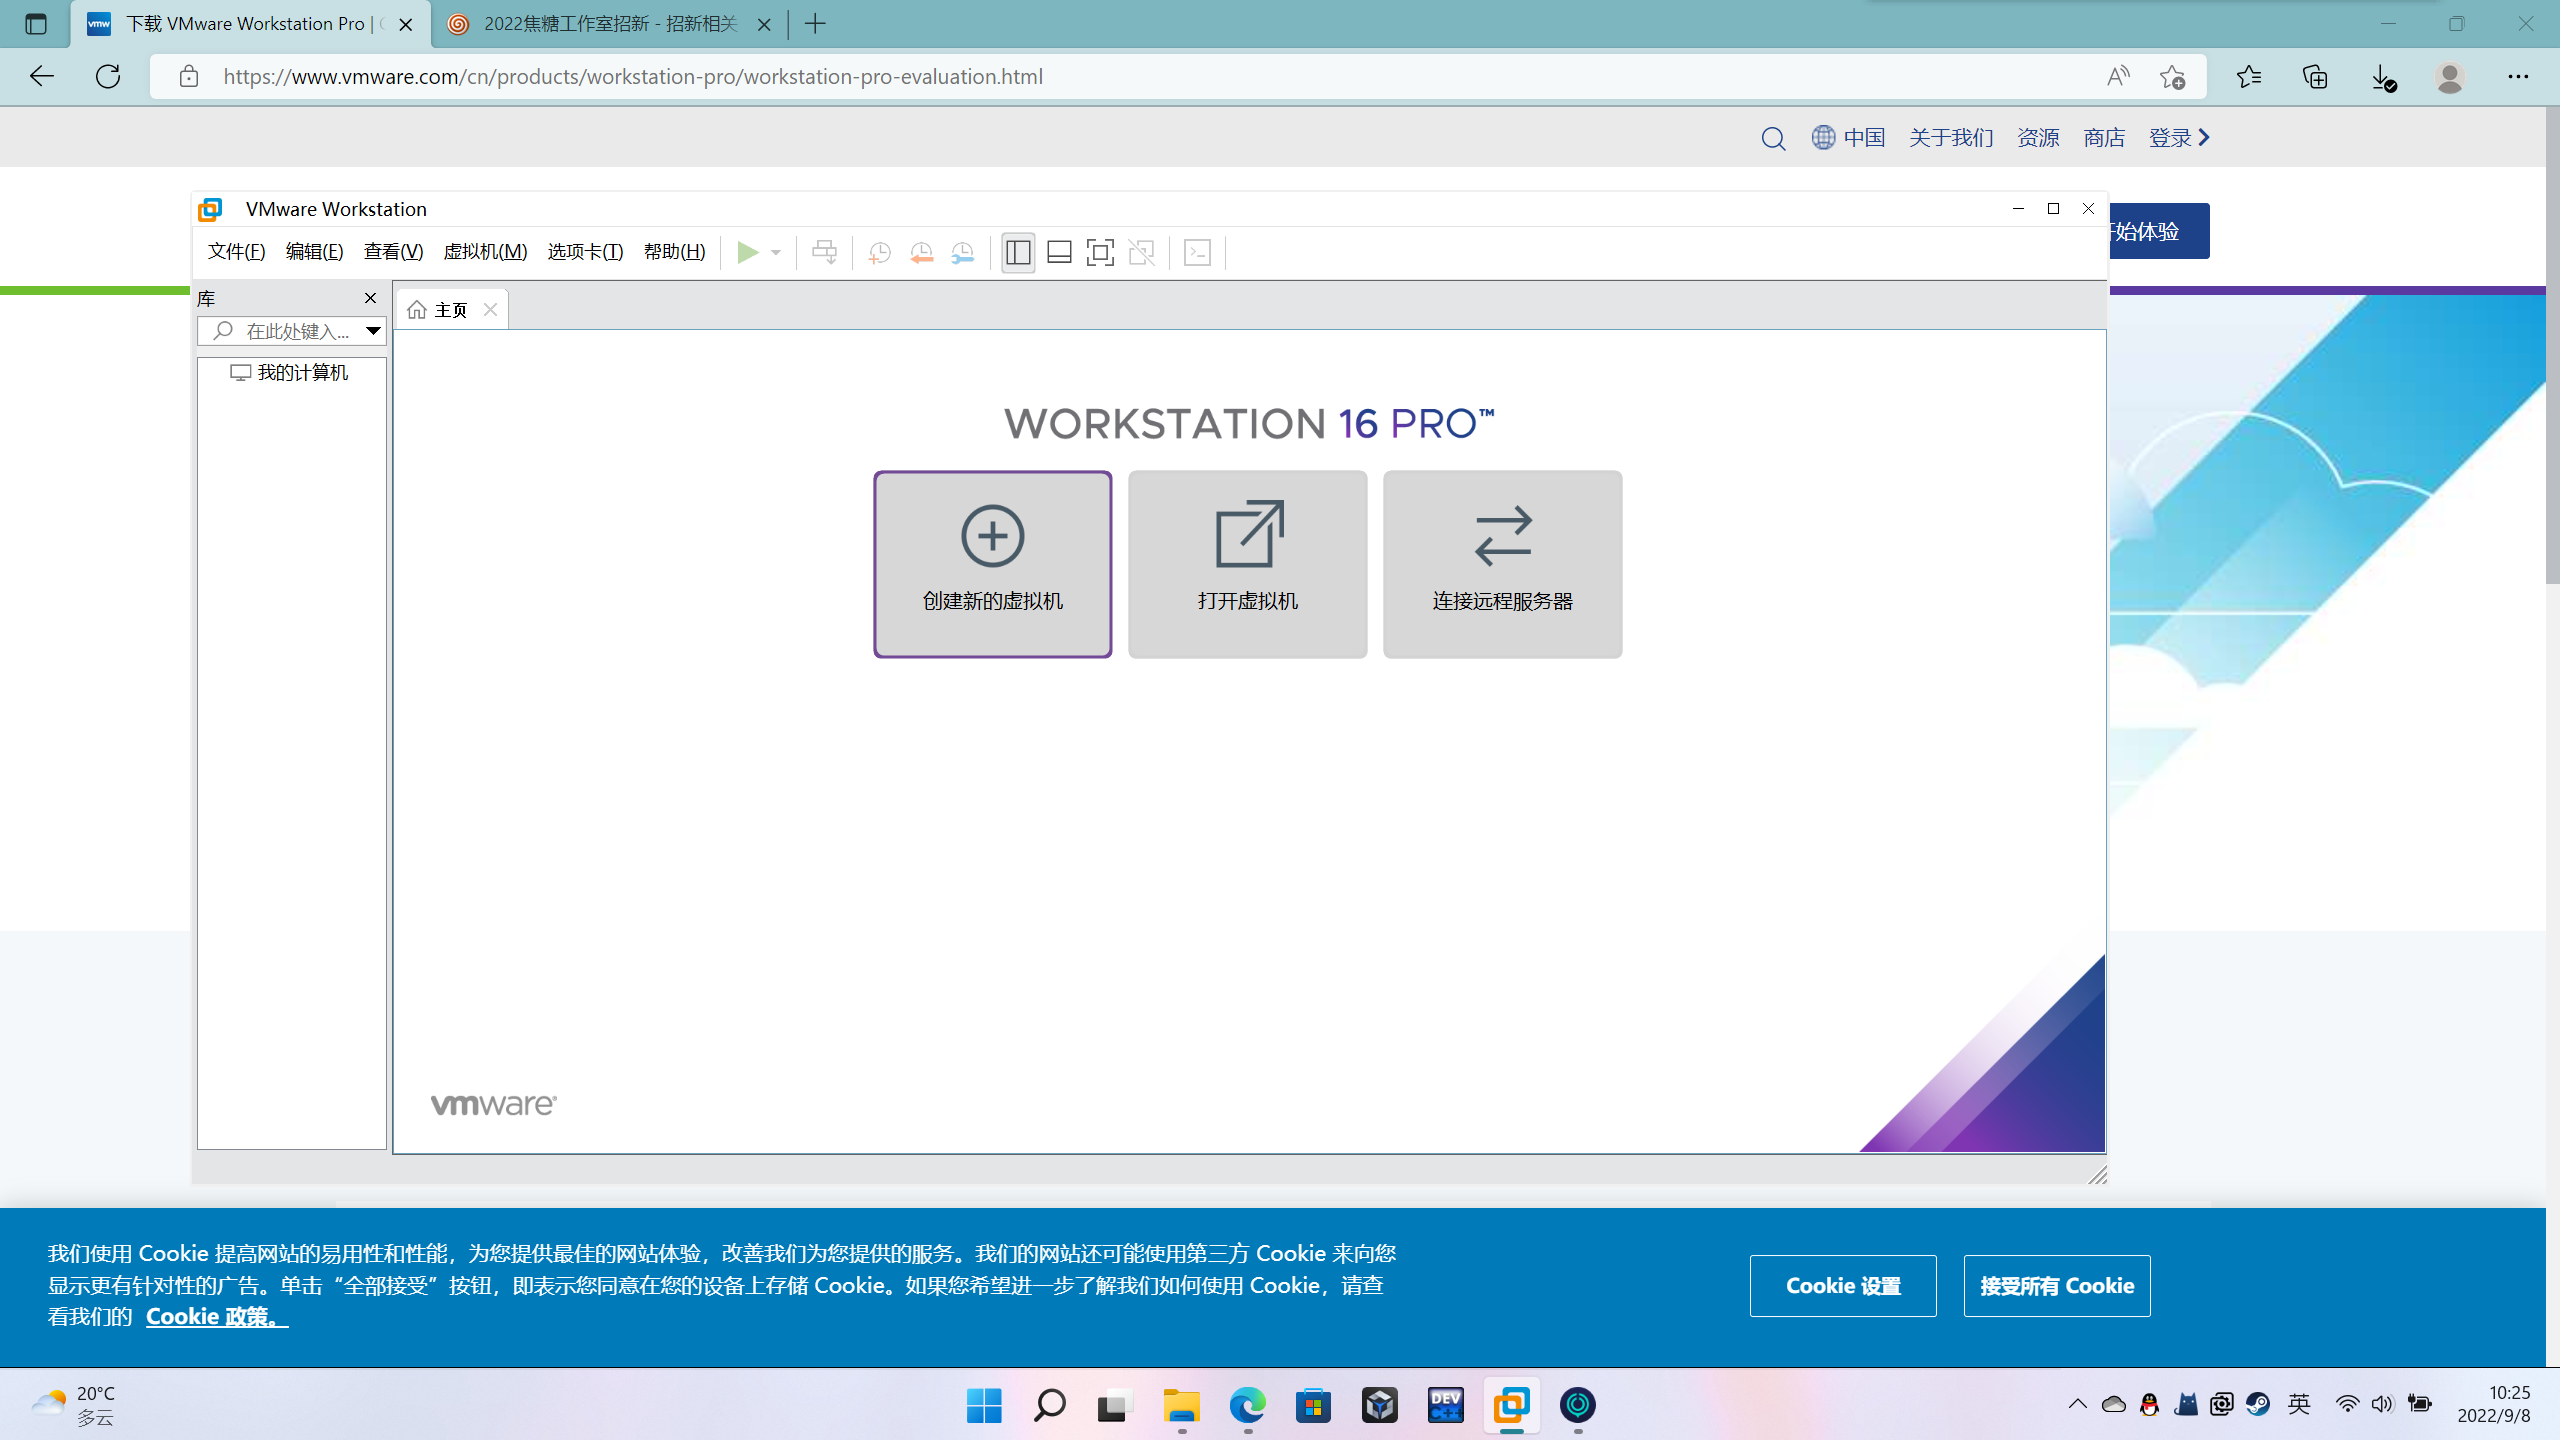 下载 VMware Workstation Pro |
2022焦糖工作室招新 - 招新相关
https://www.vmware.com/cn/products/workstation-pro/workstation-pro-evaluation.html
中国 关于我们 资源 商店 登录
VMware Workstation
始体验
文件(F) 编辑(E) 查看(V) 虚拟机(M) 选项卡(T) 帮助(H)
库
主页
在此处键入...
我的计算机
WORKSTATION 16 PRO™
创建新的虚拟机 打开虚拟机 连接远程服务器
vmware®
我们使用 Cookie 提高网站的易用性和性能，为您提供最佳的网站体验，改善我们为您提供的服务。我们的网站还可能使用第三方 Cookie 来向您
显示更有针对性的广告。单击“全部接受”按钮，即表示您同意在您的设备上存储 Cookie。如果您希望进一步了解我们如何使用 Cookie，请查
看我们的 Cookie 政策。
Cookie 设置 接受所有 Cookie
20°C
多云
DEV
C++
英
10:25
2022/9/8